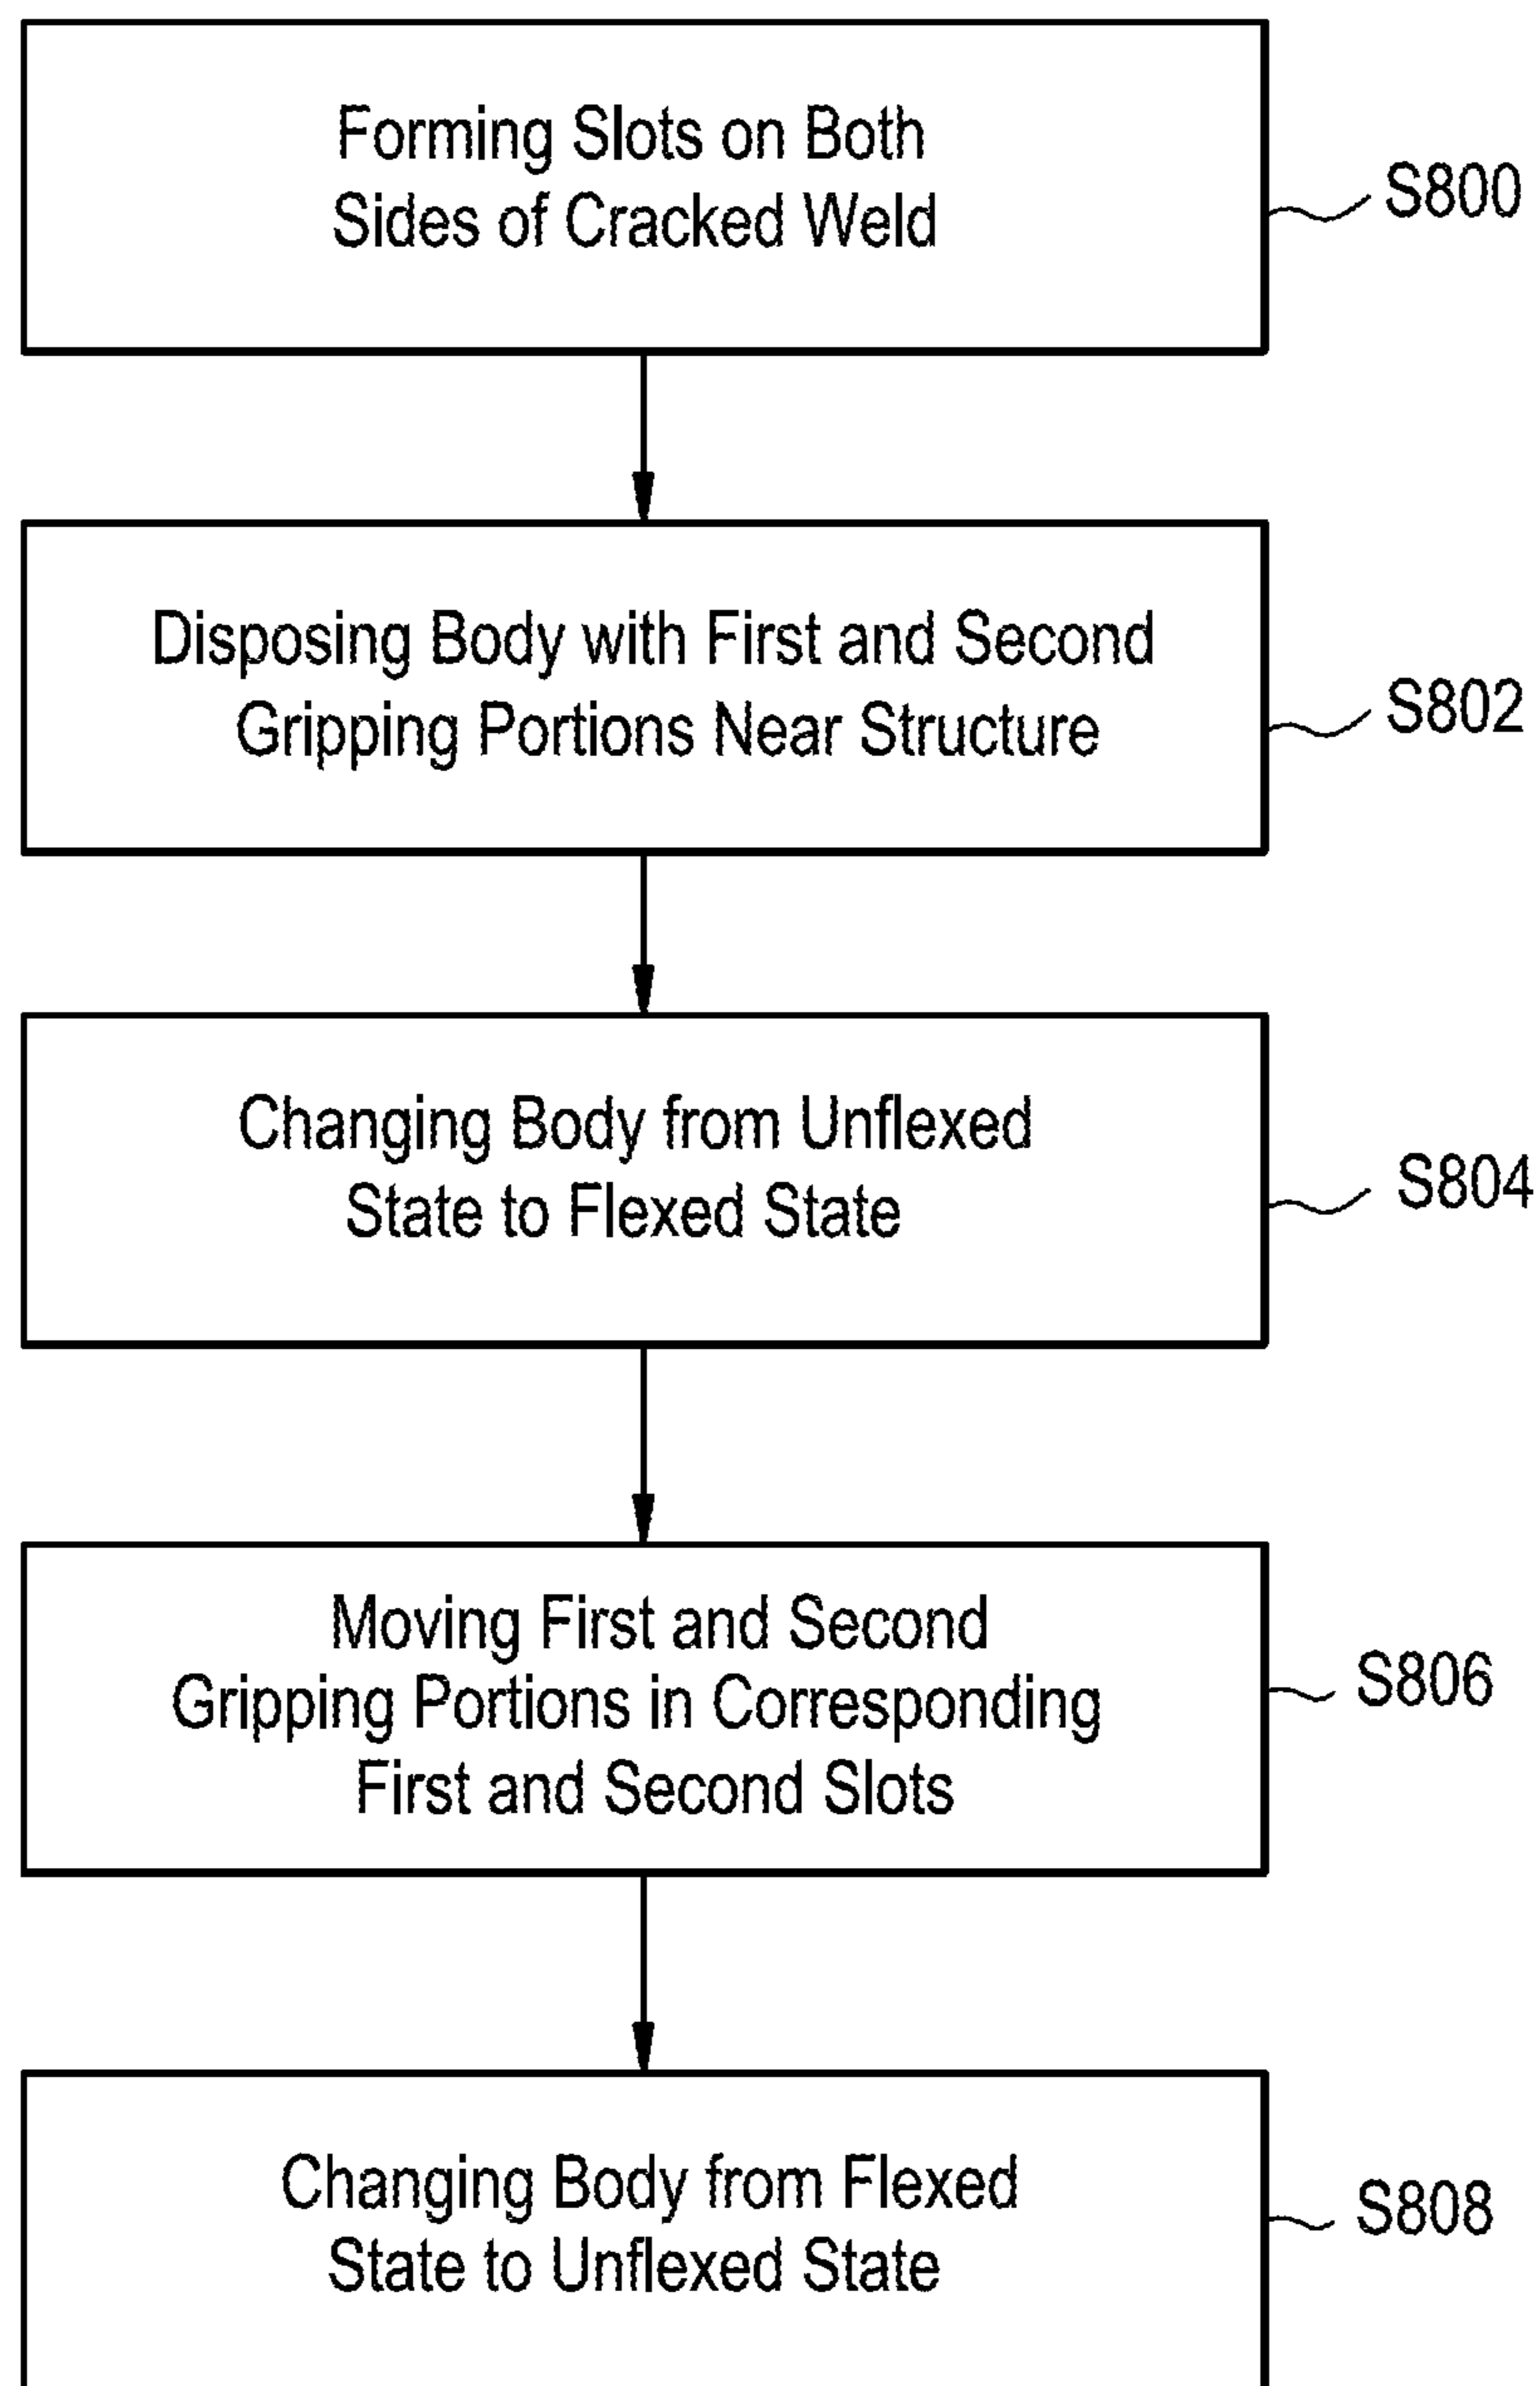 Forming Slots on Both
Sides of Cracked Weld
S800
Disposing Body with First and Second
Gripping Portions Near Structure
S802
Changing Body from Unflexed
State to Flexed State
S804
Moving First and Second
Gripping Portions in Corresponding
First and Second Slots
S806
Changing Body from Flexed
State to Unflexed State
S808